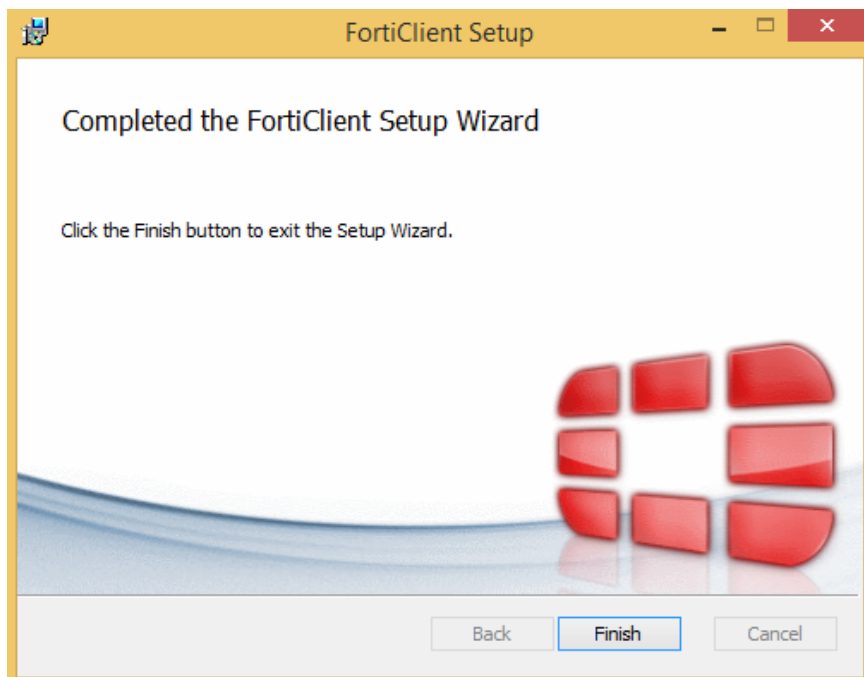 FortiClient Setup
Completed the FortiClient Setup Wizard
Click the Finish button to exit the Setup Wizard.
Back Finish Cancel